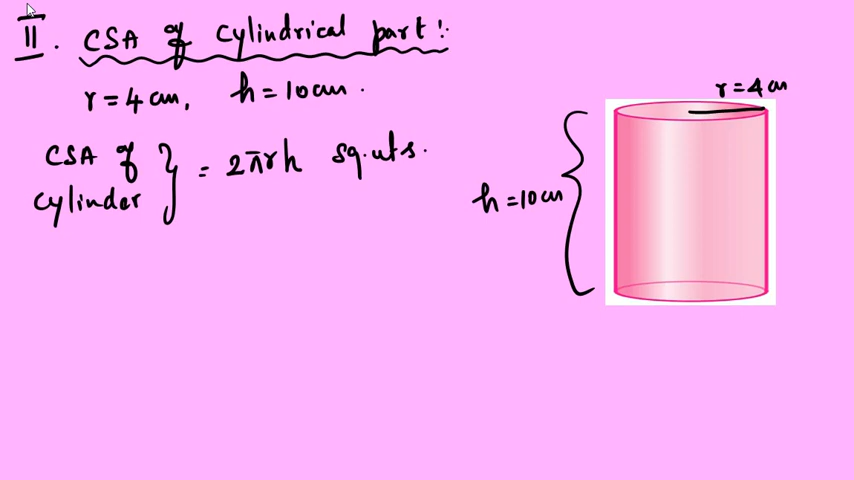 II. CSA of cylindrical part :
r = 4 cm, h = 10 cm.
CSA of cylinder } = 2πrh sq.uts.
r = 4 cm
h = 10 cm